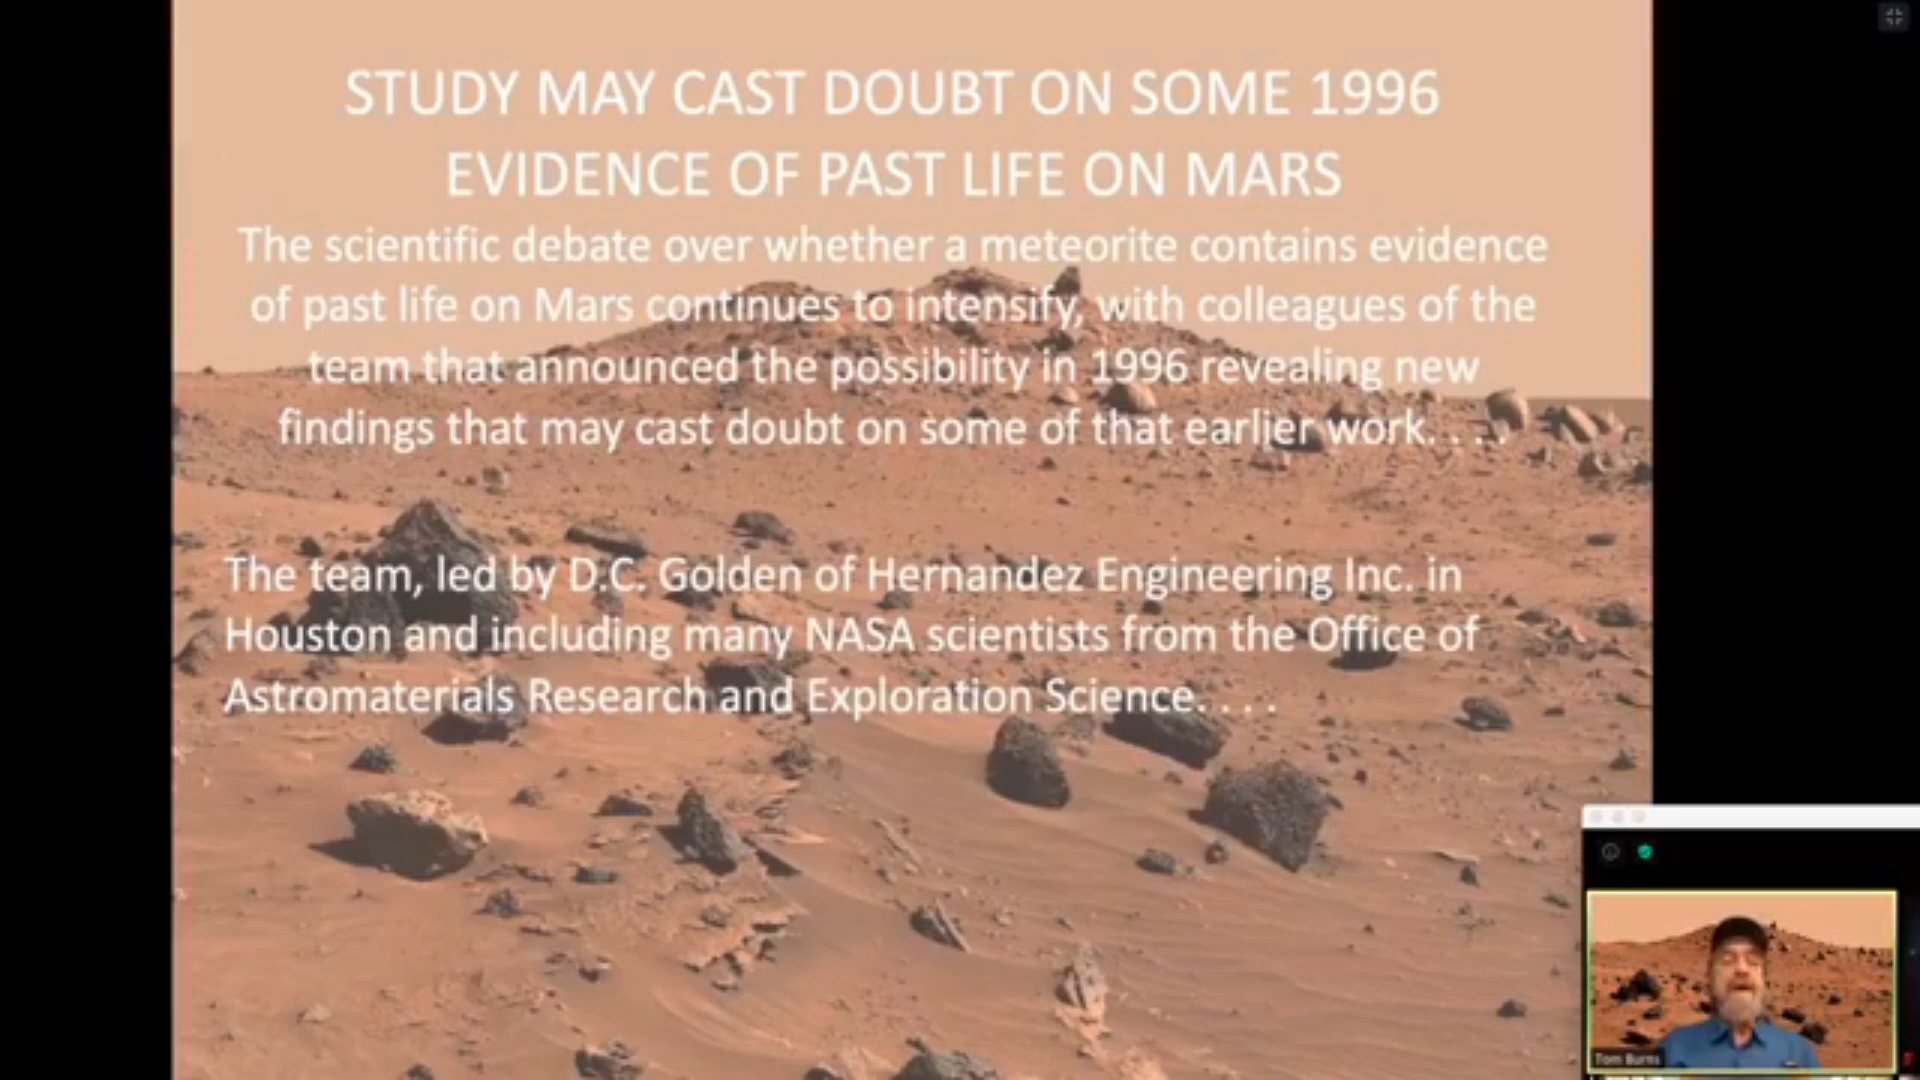 STUDY MAY CAST DOUBT ON SOME 1996
EVIDENCE OF PAST LIFE ON MARS
The scientific debate over whether a meteorite contains evidence
of past life on Mars continues to intensify, with colleagues of the
team that announced the possibility in 1996 revealing new
findings that may cast doubt on some of that earlier work. . . .
The team, led by D.C. Golden of Hernandez Engineering Inc. in
Houston and including many NASA scientists from the Office of
Astromaterials Research and Exploration Science. . . .
Tom Burns